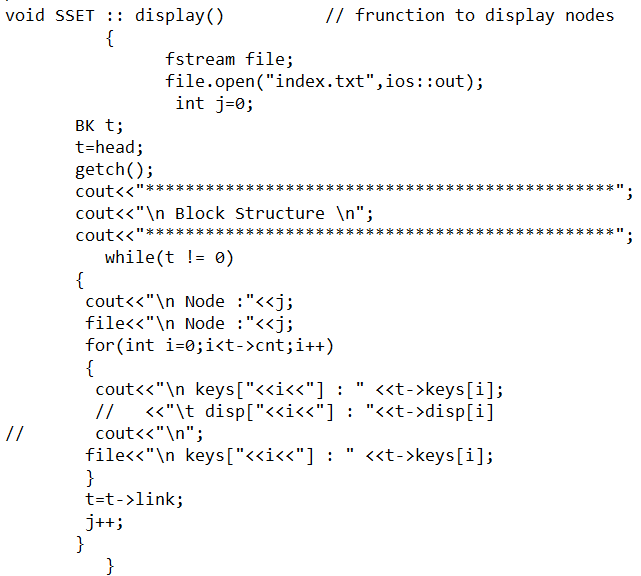 void SSET :: display()          // frunction to display nodes
          {
                fstream file;
                file.open("index.txt",ios::out);
                 int j=0;
       BK t;
       t=head;
       getch();
       cout<<"***********************************************";
       cout<<"\n Block Structure \n";
       cout<<"***********************************************";
          while(t != 0)
       {
        cout<<"\n Node :"<<j;
        file<<"\n Node :"<<j;
        for(int i=0;i<t->cnt;i++)
        {
         cout<<"\n keys["<<i<<"] : " <<t->keys[i];
         //   <<"\t disp["<<i<<"] : "<<t->disp[i]
//       cout<<"\n";
        file<<"\n keys["<<i<<"] : " <<t->keys[i];
        }
        t=t->link;
        j++;
       }
          }